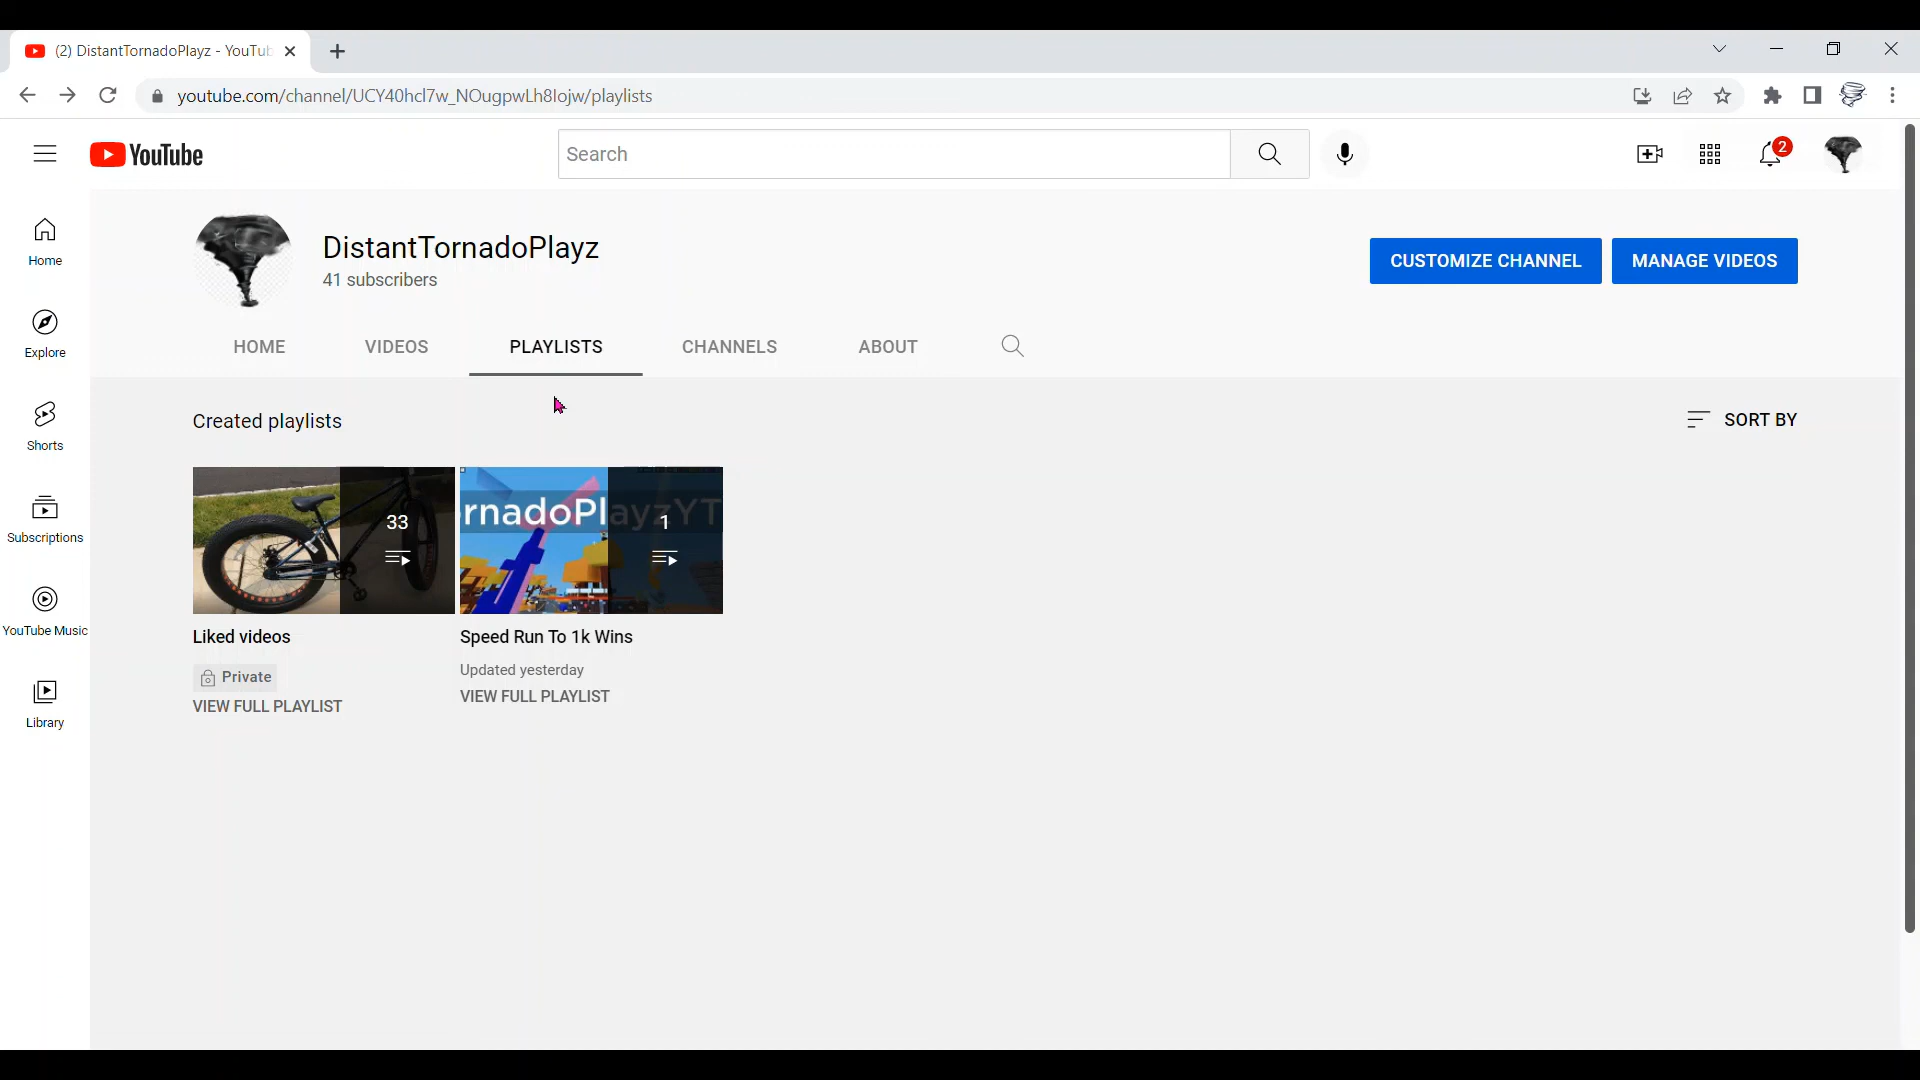 (2) DistantTornadoPlayz - YouTub
youtube.com/channel/UCY40hcl7w_NOugpwLh8Iojw/playlists
YouTube
Search
2
Home
Explore
Shorts
Subscriptions
YouTube Music
Library
DistantTornadoPlayz
41 subscribers
CUSTOMIZE CHANNEL
MANAGE VIDEOS
HOME
VIDEOS
PLAYLISTS
CHANNELS
ABOUT
Created playlists
SORT BY
33
rnadoPlayzYT
1
Liked videos
Private
VIEW FULL PLAYLIST
Speed Run To 1k Wins
Updated yesterday
VIEW FULL PLAYLIST